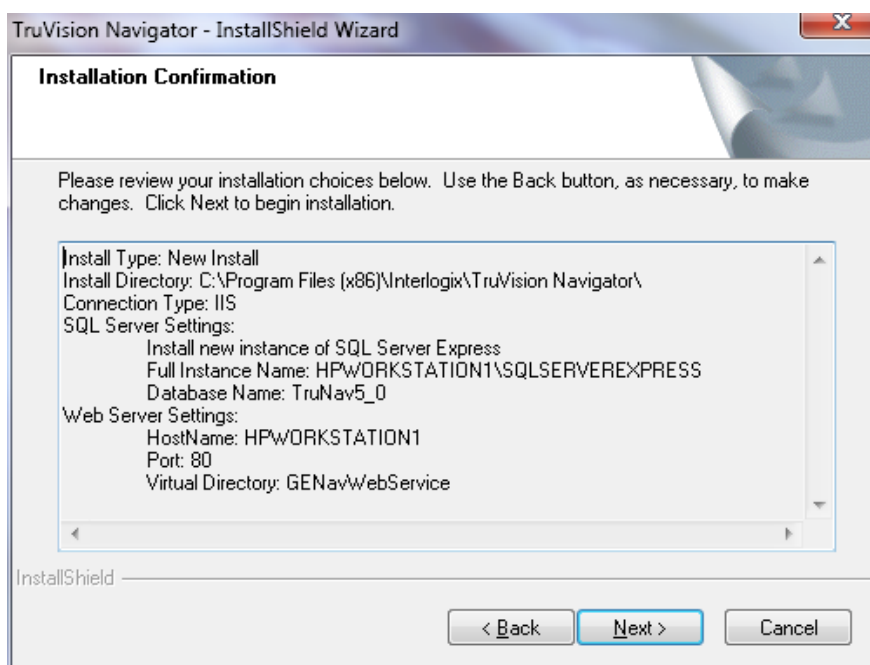 TruVision Navigator - InstallShield Wizard
Installation Confirmation
Please review your installation choices below. Use the Back button, as necessary, to make
changes. Click Next to begin installation.
Install Type: New Install
Install Directory: C:\Program Files (x86)\Interlogix\TruVision Navigator\
Connection Type: IIS
SQL Server Settings:
Install new instance of SQL Server Express
Full Instance Name: HPWORKSTATION1\SQLSERVEREXPRESS
Database Name: TruNav5_0
Web Server Settings:
HostName: HPWORKSTATION1
Port: 80
Virtual Directory: GENavWebService
InstallShield
< Back Next > Cancel